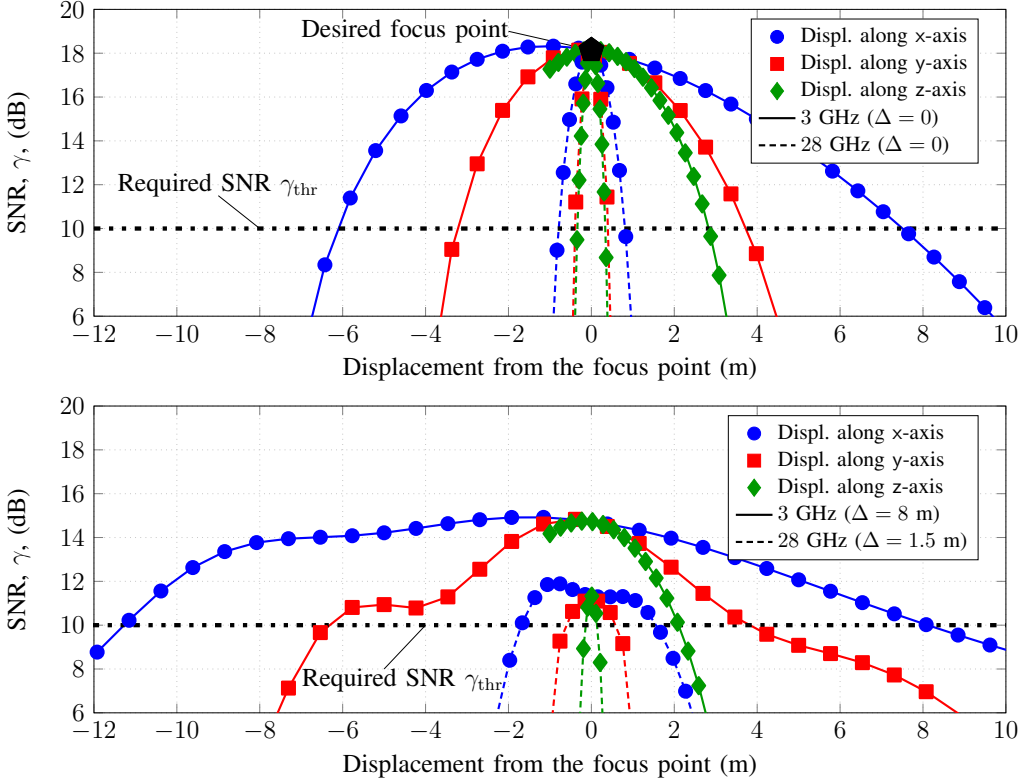 20
18
16
14
12
10
8
6
SNR, γ, (dB)
Desired focus point
Required SNR γthr
Displ. along x-axis
Displ. along y-axis
Displ. along z-axis
3 GHz (Δ = 0)
28 GHz (Δ = 0)
−12 −10 −8 −6 −4 −2 0 2 4 6 8 10
Displacement from the focus point (m)
20
18
16
14
12
10
8
6
SNR, γ, (dB)
Displ. along x-axis
Displ. along y-axis
Displ. along z-axis
3 GHz (Δ = 8 m)
28 GHz (Δ = 1.5 m)
Required SNR γthr
−12 −10 −8 −6 −4 −2 0 2 4 6 8 10
Displacement from the focus point (m)